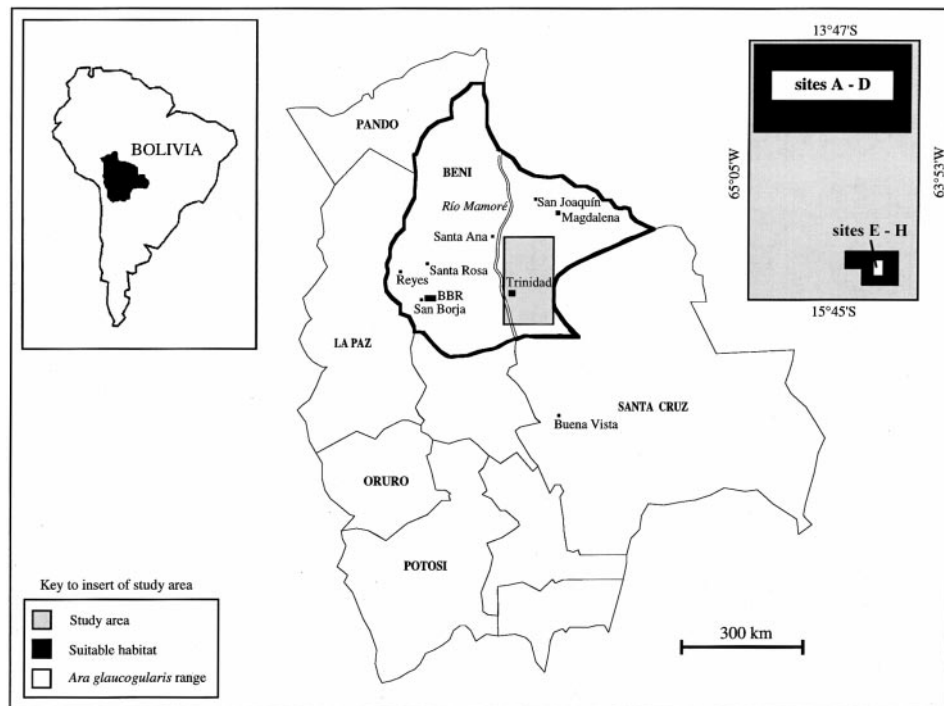 BOLIVIA
PANDO
BENI
Río Mamoré
San Joaquín
Magdalena
Santa Ana
Santa Rosa
Reyes
Trinidad
BBR
San Borja
LA PAZ
SANTA CRUZ
Buena Vista
ORURO
POTOSI
13°47'S
sites A - D
65°05'W
63°53'W
sites E - H
15°45'S
Key to insert of study area
Study area
Suitable habitat
Ara glaucogularis range
300 km